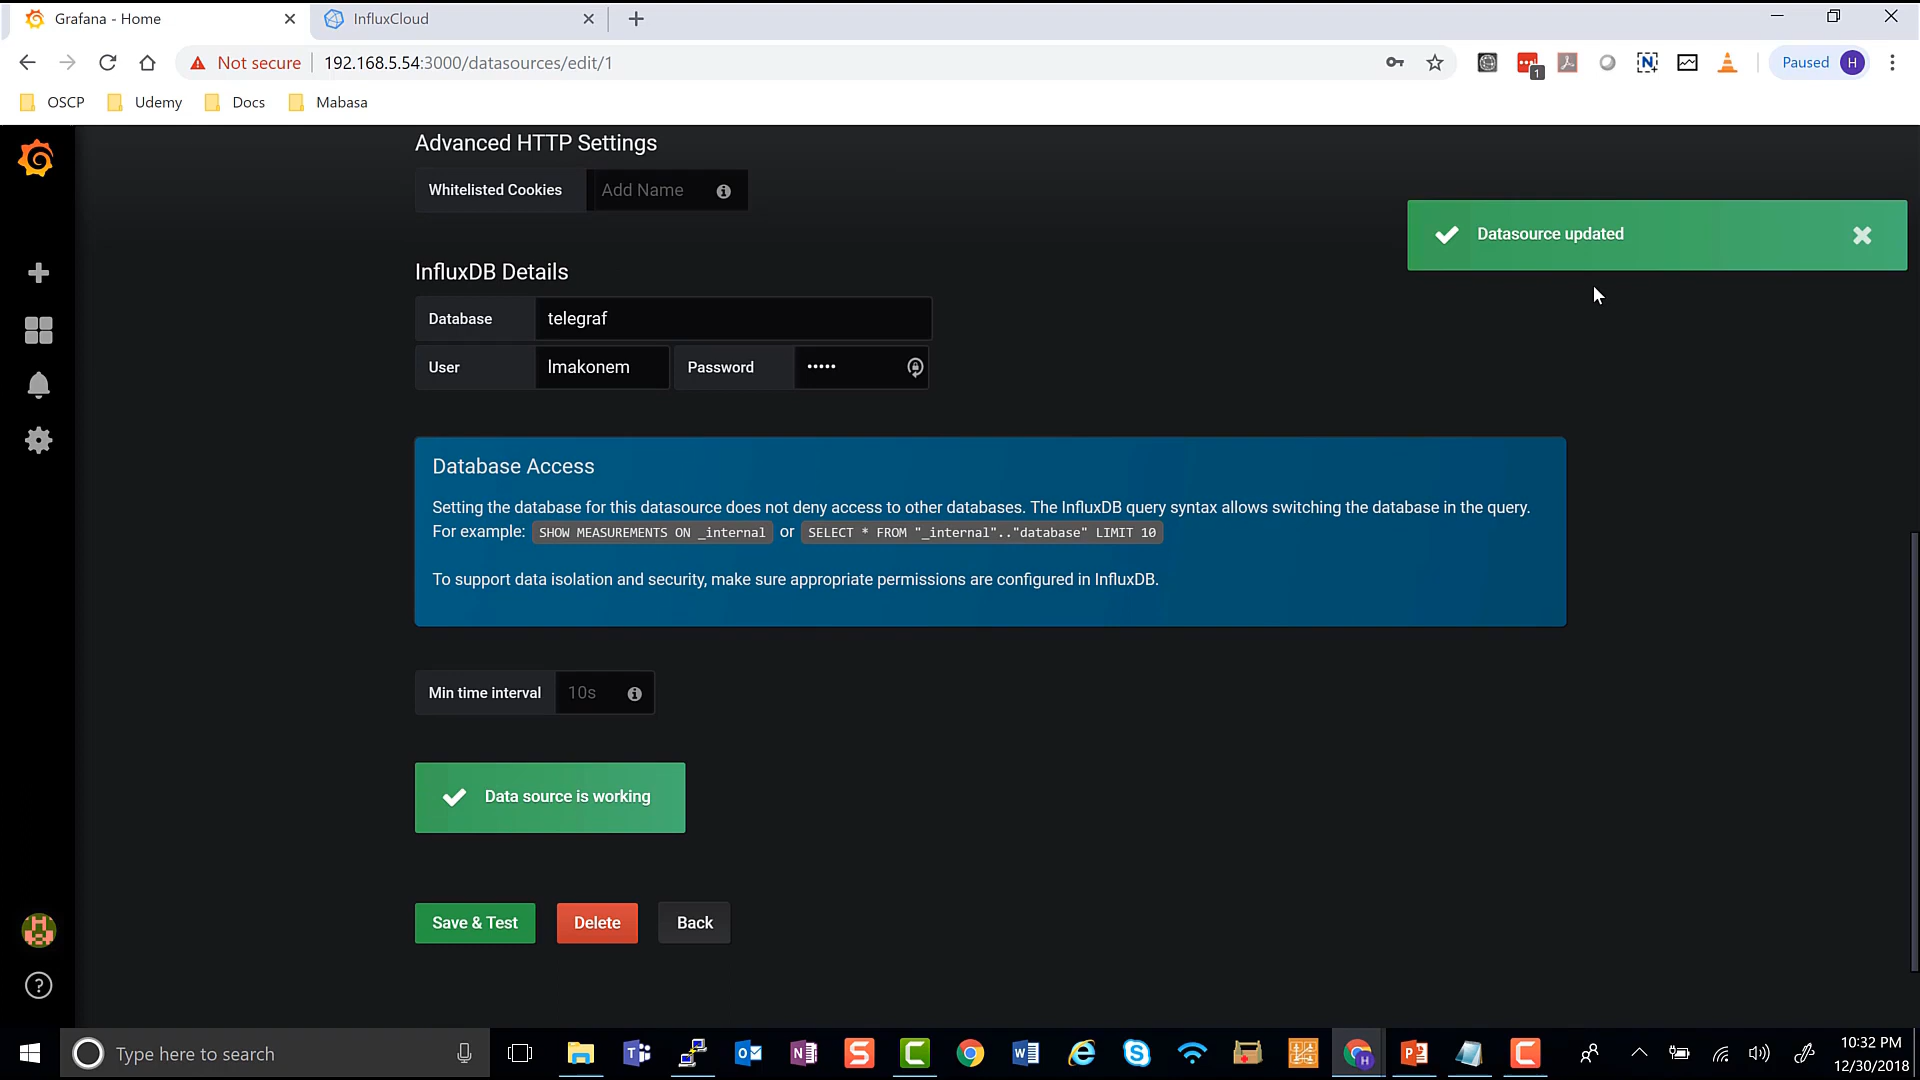 Grafana - Home
InfluxCloud
Not secure
192.168.5.54:3000/datasources/edit/1
1
Paused
H
OSCP
Udemy
Docs
Mabasa
Advanced HTTP Settings
Whitelisted Cookies
Add Name
Datasource updated
InfluxDB Details
Database
telegraf
User
lmakonem
Password
•••••
Database Access
Setting the database for this datasource does not deny access to other databases. The InfluxDB query syntax allows switching the database in the query.
For example: SHOW MEASUREMENTS ON _internal or SELECT * FROM "_internal".."database" LIMIT 10
To support data isolation and security, make sure appropriate permissions are configured in InfluxDB.
Min time interval
10s
Data source is working
Save & Test
Delete
Back
Type here to search
10:32 PM
12/30/2018